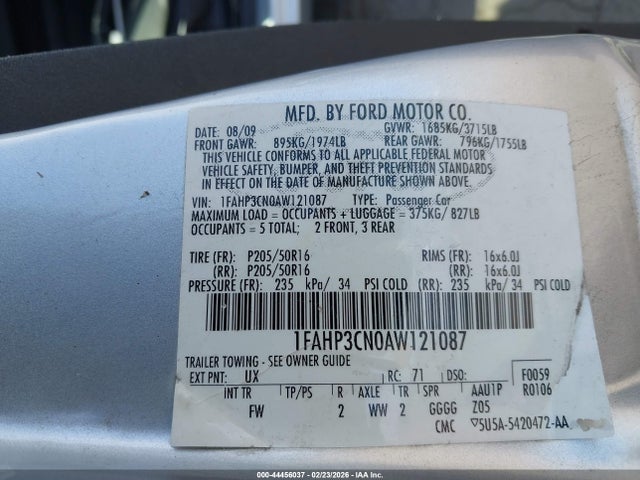 MFD. BY FORD MOTOR CO.
DATE: 08/09 GVWR: 1685KG/3715LB
FRONT GAWR: 895KG/1974LB REAR GAWR: 796KG/1755LB
THIS VEHICLE CONFORMS TO ALL APPLICABLE FEDERAL MOTOR
VEHICLE SAFETY, BUMPER, AND THEFT PREVENTION STANDARDS
IN EFFECT ON THE DATE OF MANUFACTURE SHOWN ABOVE.
VIN: 1FAHP3CN0AW121087 TYPE: Passenger Car
MAXIMUM LOAD = OCCUPANTS + LUGGAGE = 375KG/ 827LB
OCCUPANTS = 5 TOTAL; 2 FRONT, 3 REAR
TIRE (FR): P205/50R16 RIMS (FR): 16x6.0J
(RR): P205/50R16 (RR): 16x6.0J
PRESSURE (FR): 235 kPa/ 34 PSI COLD (RR): 235 kPa/ 34 PSI COLD
1FAHP3CN0AW121087
TRAILER TOWING - SEE OWNER GUIDE
EXT PNT: UX RC: 71 DSO: F0059
R0106
INT TR TP/PS R AXLE TR SPR AAU1P
FW 2 WW 2 GGGG Z05
CMC ▽5U5A-5420472-AA
000-44456037 - 02/23/2026 - COPYRIGHT IAA, LLC